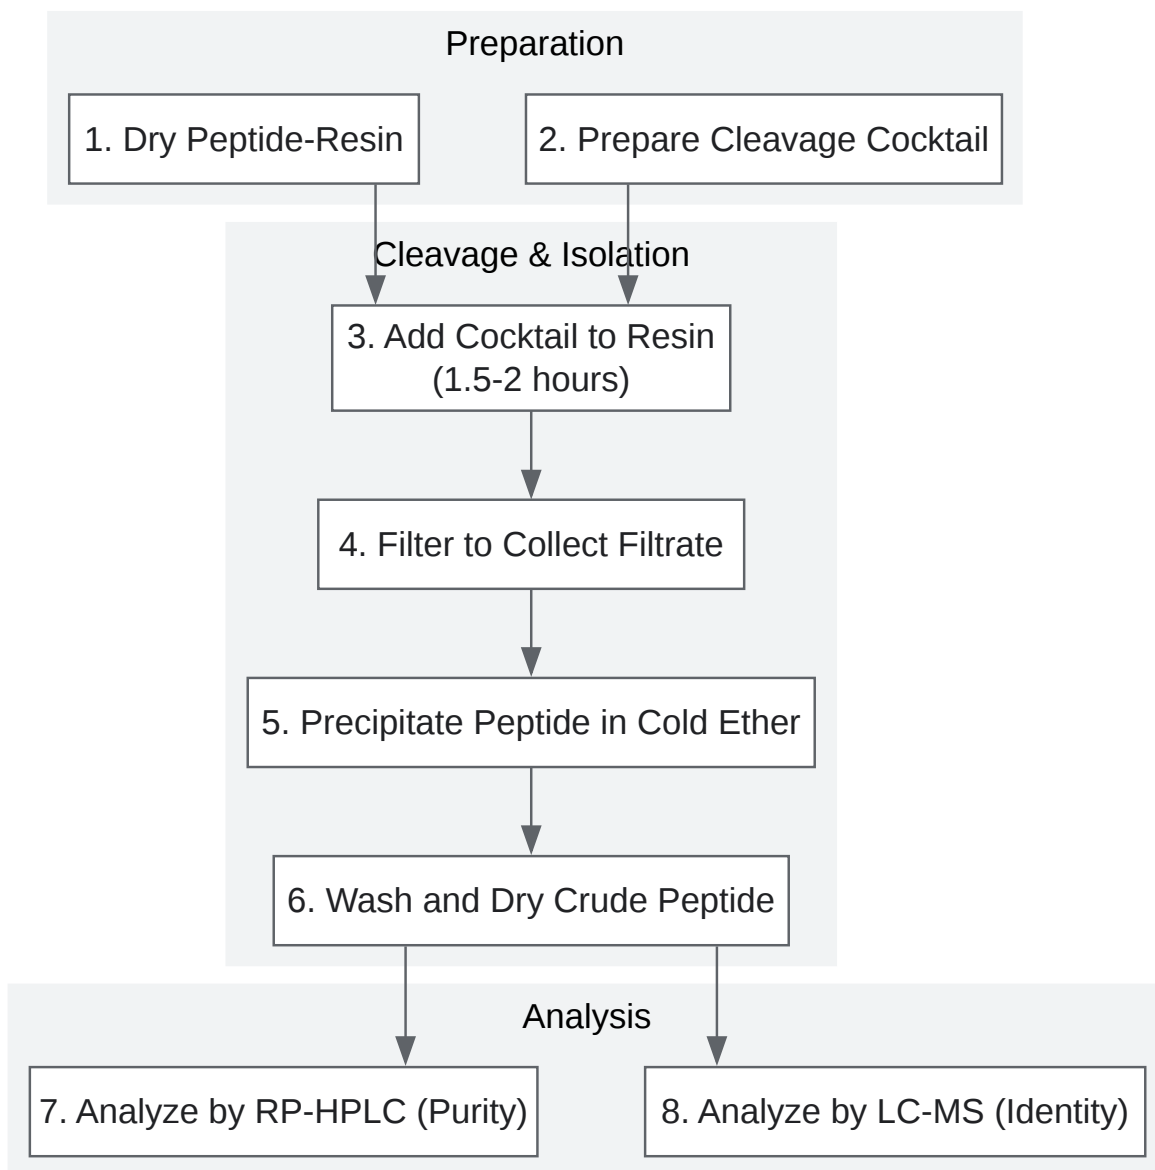 Preparation
1. Dry Peptide-Resin
2. Prepare Cleavage Cocktail
Cleavage & Isolation
3. Add Cocktail to Resin
(1.5-2 hours)
4. Filter to Collect Filtrate
5. Precipitate Peptide in Cold Ether
6. Wash and Dry Crude Peptide
Analysis
7. Analyze by RP-HPLC (Purity)
8. Analyze by LC-MS (Identity)